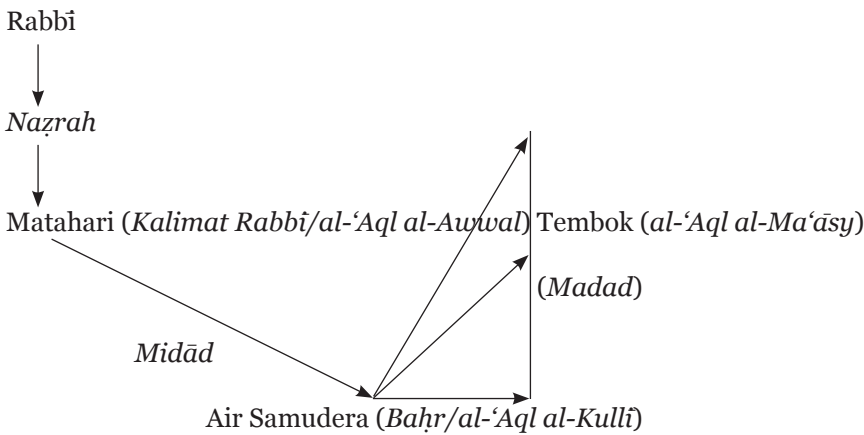 Rabbī
Naẓrah
Matahari (Kalimat Rabbī/al-‘Aql al-Awwal) Tembok (al-‘Aql al-Ma‘āsy)
(Madad)
Midād
Air Samudera (Baḥr/al-‘Aql al-Kullī)